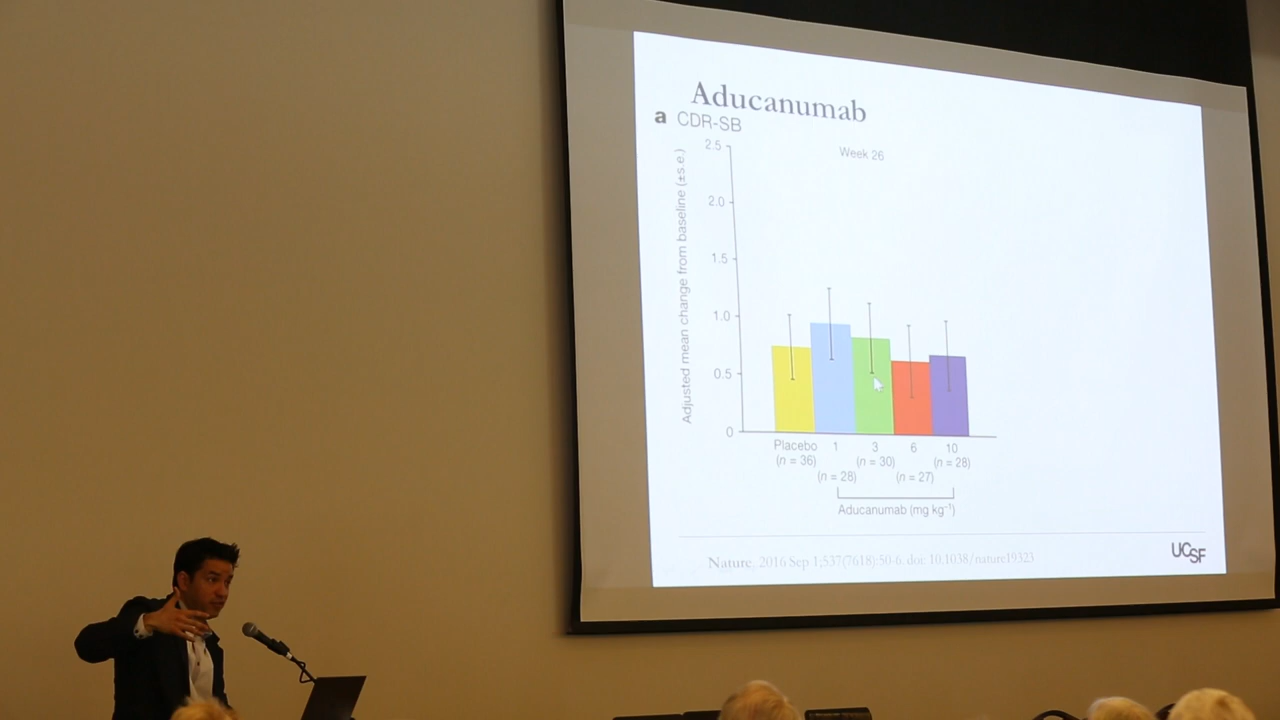 Aducanumab
a CDR-SB
Week 26
Adjusted mean change from baseline (±s.e.)
2.5
2.0
1.5
1.0
0.5
0
Placebo 1 3 6 10
(n = 36) (n = 30) (n = 28)
(n = 28) (n = 27)
Aducanumab (mg kg⁻¹)
Nature. 2016 Sep 1;537(7618):50-6. doi: 10.1038/nature19323
UCSF